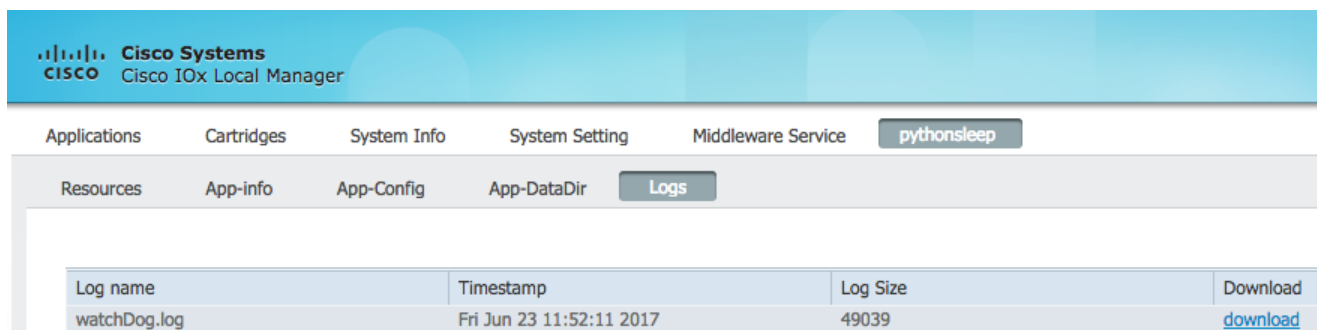 Cisco Systems
CISCO Cisco IOx Local Manager
Applications Cartridges System Info System Setting Middleware Service pythonsleep
Resources App-info App-Config App-DataDir Logs
Log name Timestamp Log Size Download
watchDog.log Fri Jun 23 11:52:11 2017 49039 download